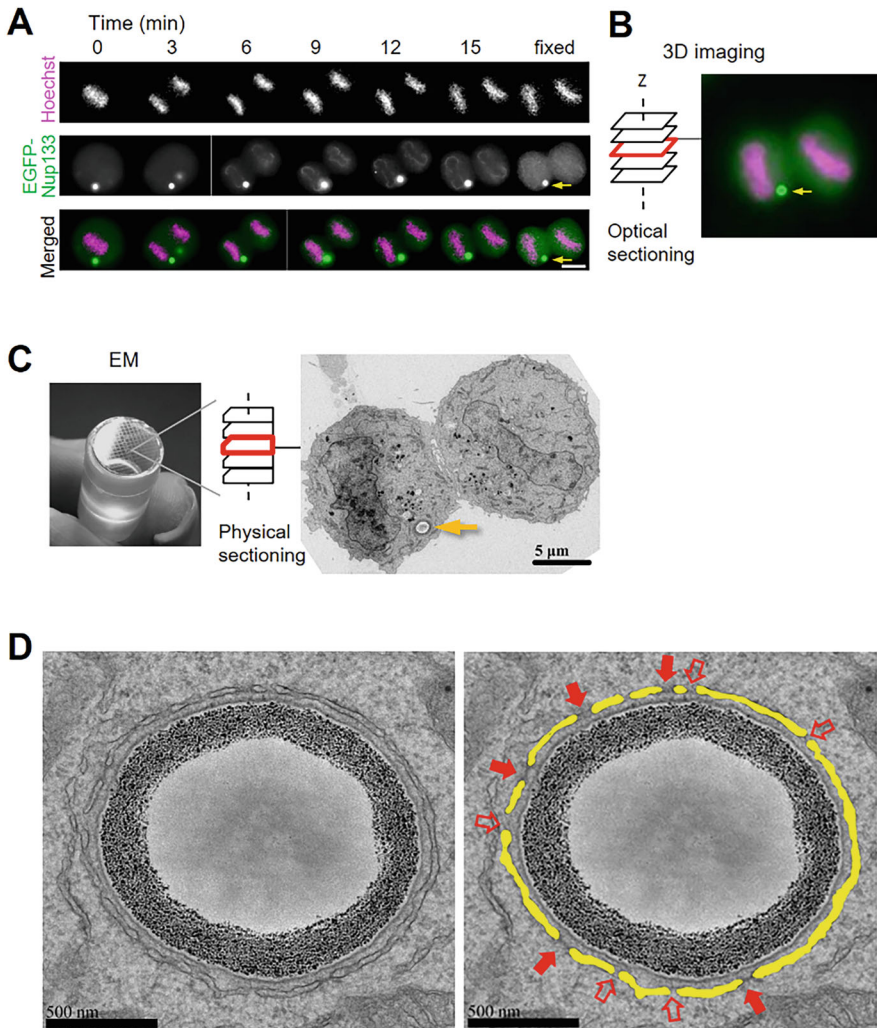 A
Time (min)
0 3 6 9 12 15 fixed
Hoechst
EGFP-
Nup133
Merged
B
3D imaging
Z
Optical
sectioning
C
EM
Physical
sectioning
5 µm
D
500 nm
500 nm